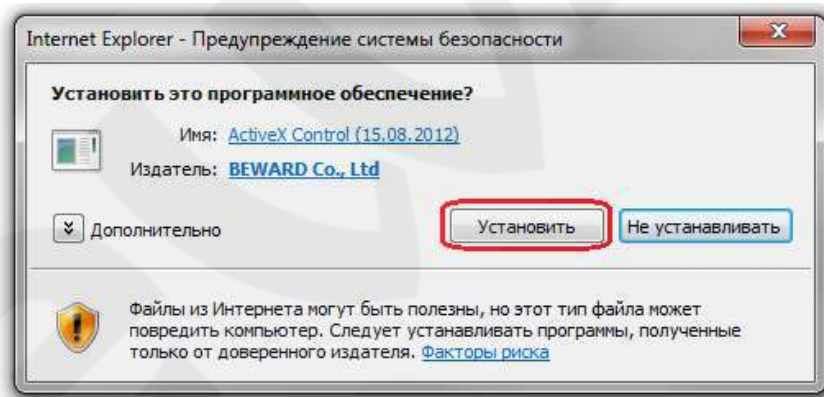 Internet Explorer - Предупреждение системы безопасности
Установить это программное обеспечение?
Имя: ActiveX Control (15.08.2012)
Издатель: BEWARD Co., Ltd
Дополнительно
Установить
Не устанавливать
Файлы из Интернета могут быть полезны, но этот тип файла может
повредить компьютер. Следует устанавливать программы, полученные
только от доверенного издателя. Факторы риска